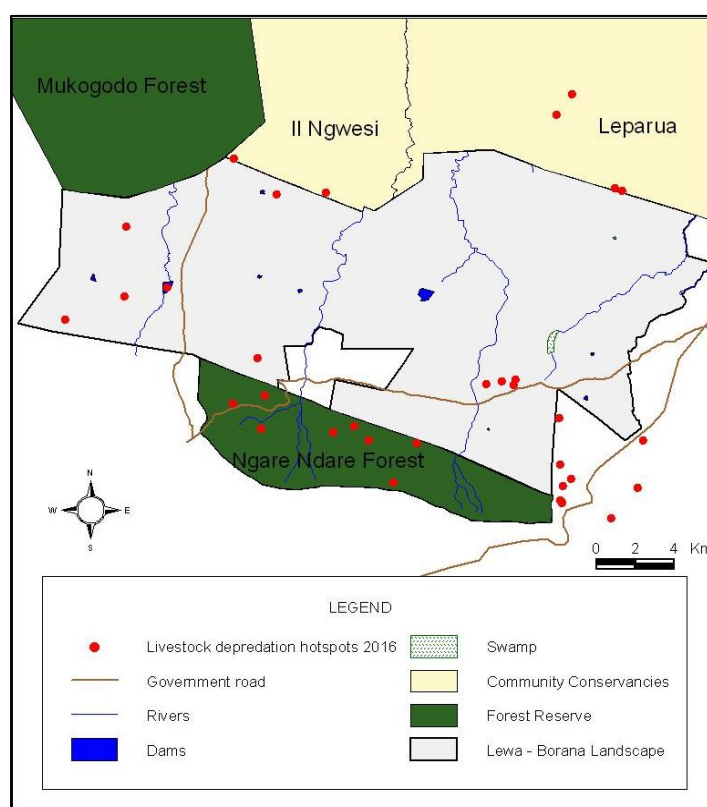 Mukogodo Forest
Il Ngwesi
Leparua
Ngare Ndare Forest
N
W E
S
0 2 4 Km
LEGEND
Livestock depredation hotspots 2016
Government road
Rivers
Dams
Swamp
Community Conservancies
Forest Reserve
Lewa - Borana Landscape